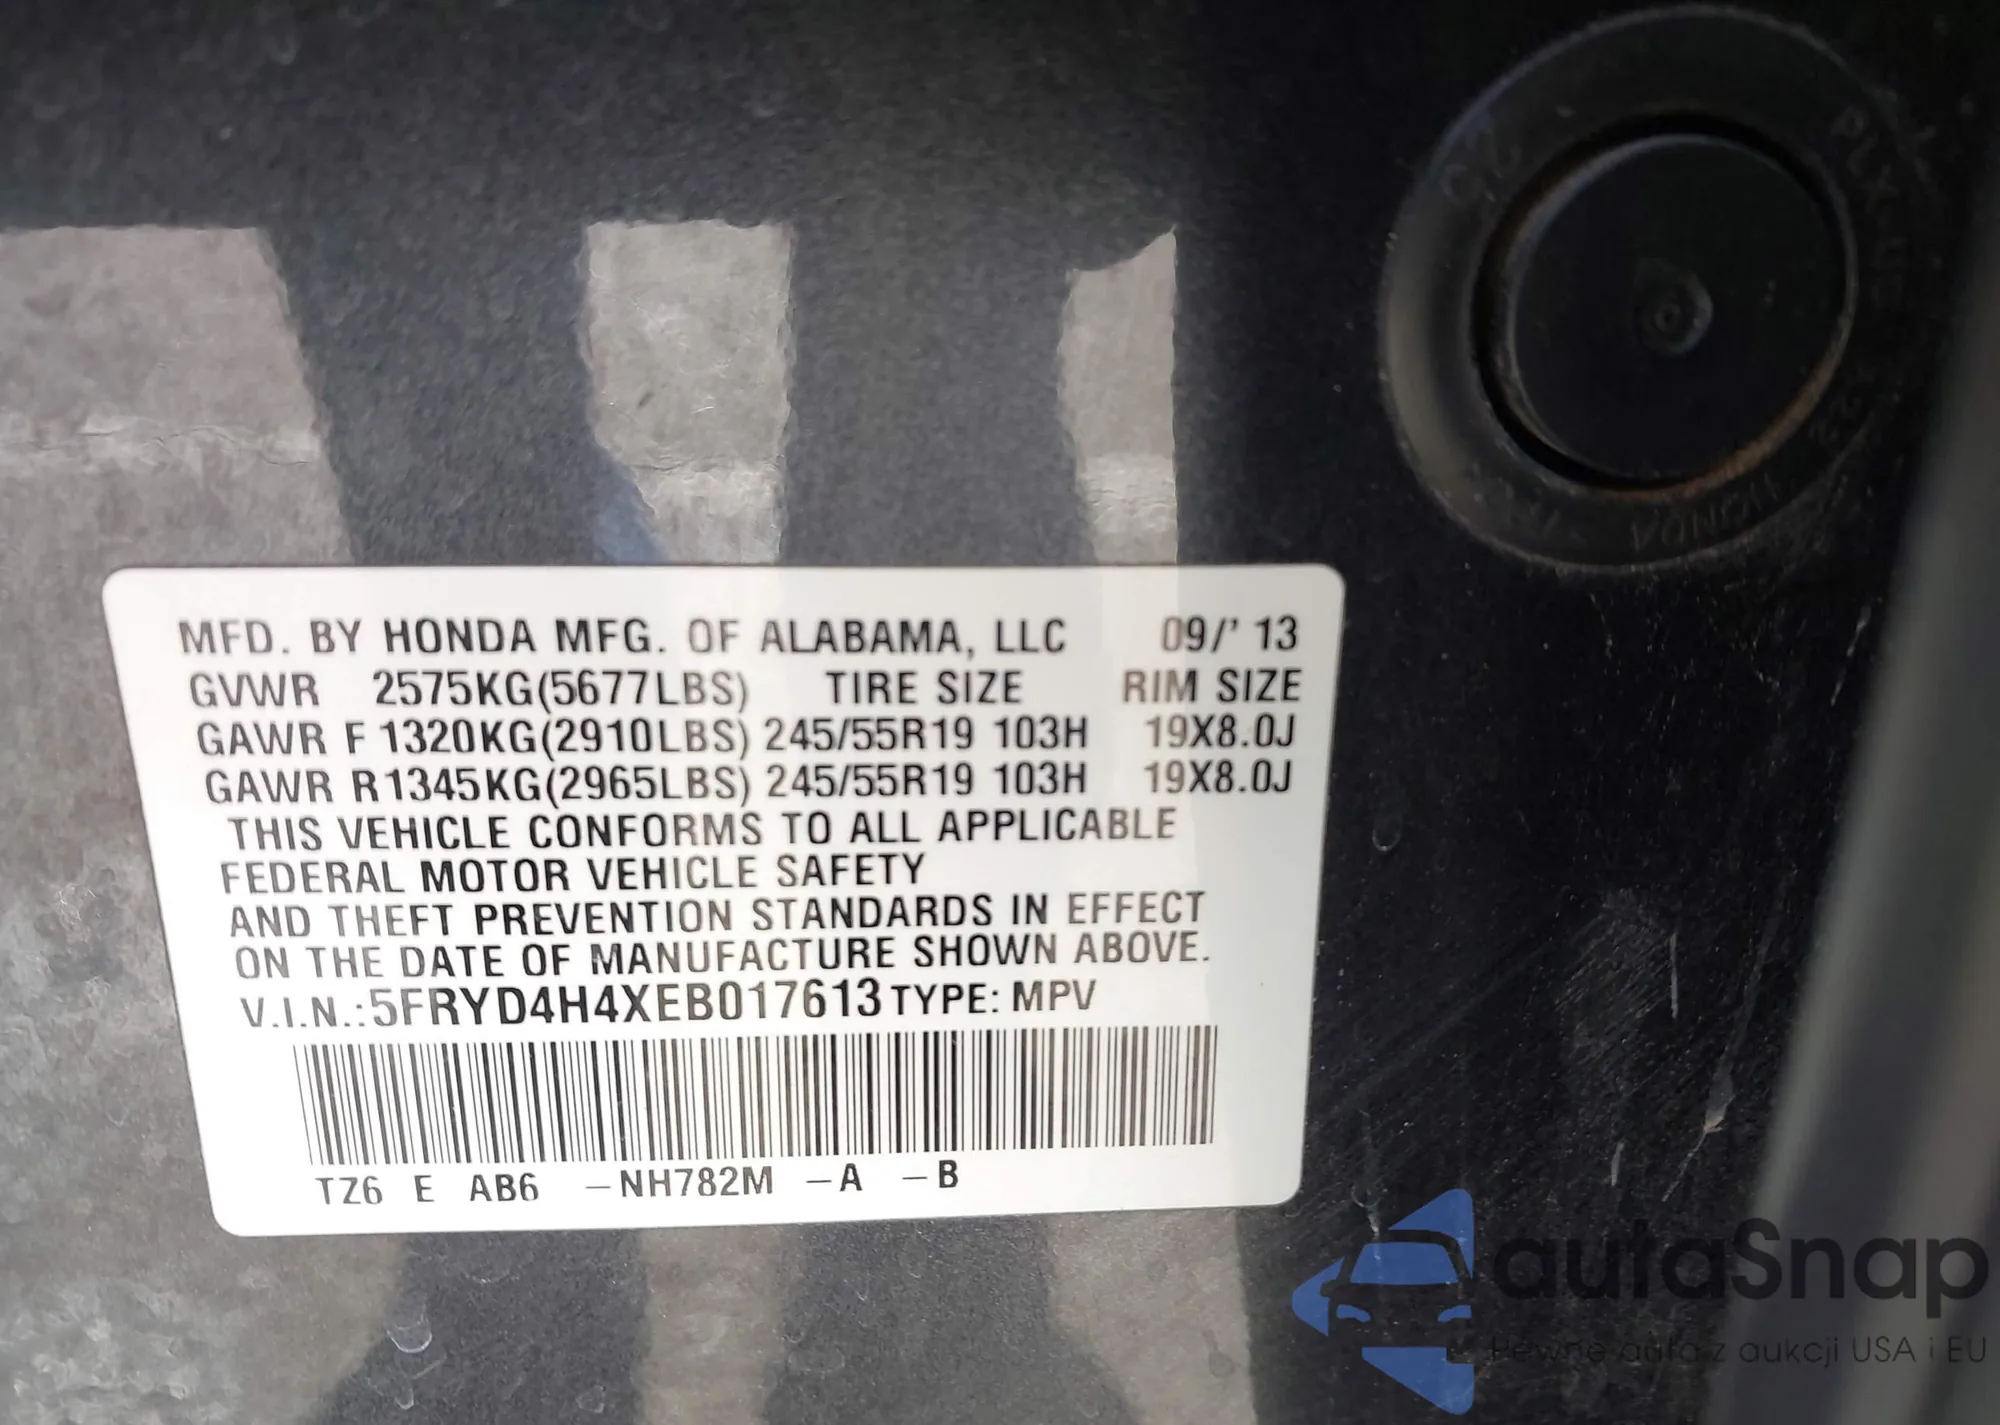 MFD. BY HONDA MFG. OF ALABAMA, LLC 09/' 13
GVWR 2575KG(5677LBS) TIRE SIZE RIM SIZE
GAWR F 1320KG(2910LBS) 245/55R19 103H 19X8.0J
GAWR R 1345KG(2965LBS) 245/55R19 103H 19X8.0J
THIS VEHICLE CONFORMS TO ALL APPLICABLE
FEDERAL MOTOR VEHICLE SAFETY
AND THEFT PREVENTION STANDARDS IN EFFECT
ON THE DATE OF MANUFACTURE SHOWN ABOVE.
V.I.N.:5FRYD4H4XEB017613 TYPE: MPV
TZ6 E AB6 –NH782M –A –B
HONDA
autaSnap
Pewne auta z aukcji USA i EU